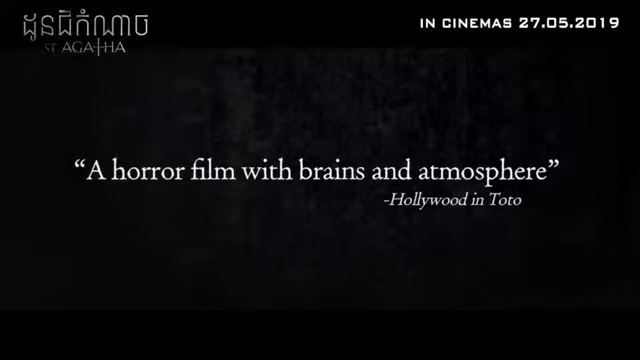 ដូនជីកំណាច
ST AGATHA
IN CINEMAS 27.05.2019
“A horror film with brains and atmosphere”
-Hollywood in Toto